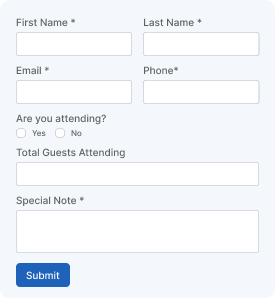 First Name * Last Name *
Email * Phone*
Are you attending?
Yes No
Total Guests Attending
Special Note *
Submit